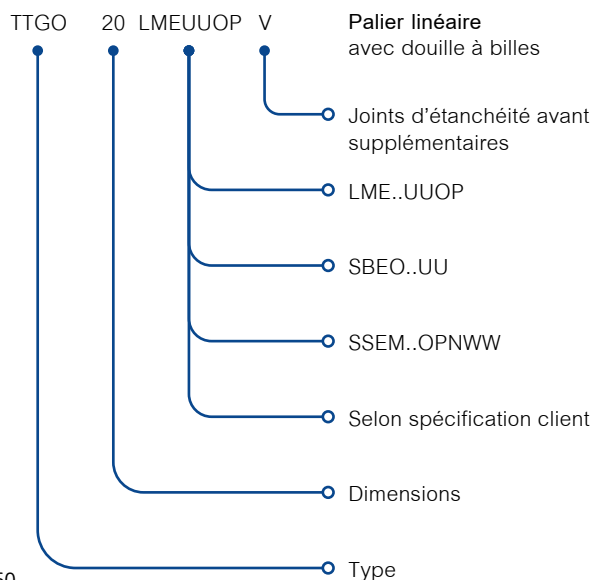 TTGO 20 LMEUUOP V
Palier linéaire
avec douille à billes
Joints d'étanchéité avant
supplémentaires
LME..UUOP
SBEO..UU
SSEM..OPNWW
Selon spécification client
Dimensions
Type